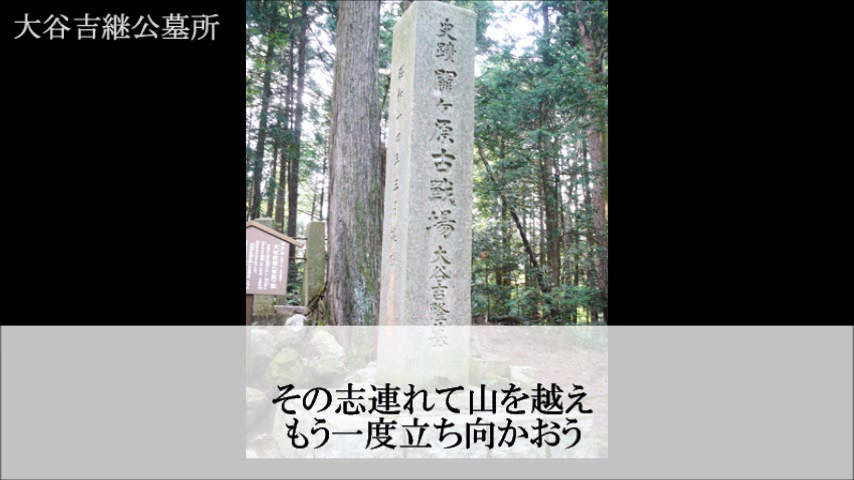 大谷吉継公墓所
史蹟 關ヶ原古戰場 大谷吉隆墓
その志連れて山を越え
もう一度立ち向かおう